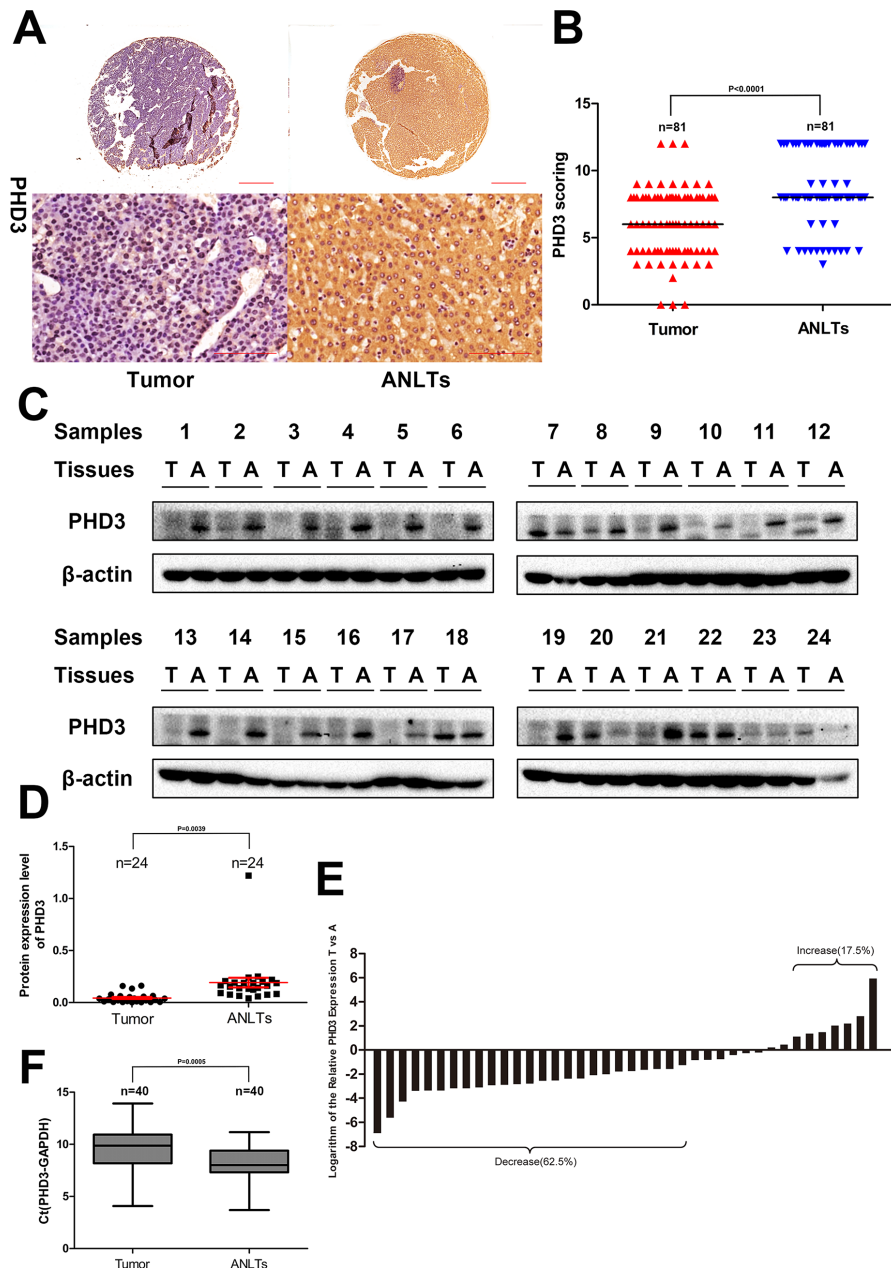 A
PHD3
Tumor ANLTs
B
P<0.0001
n=81 n=81
PHD3 scoring
15
10
5
0
Tumor ANLTs
C
Samples 1 2 3 4 5 6 7 8 9 10 11 12
Tissues T A T A T A T A T A T A T A T A T A T A T A T A
PHD3
β-actin
Samples 13 14 15 16 17 18 19 20 21 22 23 24
Tissues T A T A T A T A T A T A T A T A T A T A T A T A
PHD3
β-actin
D
P=0.0039
n=24 n=24
Protein expression level
of PHD3
1.5
1.0
0.5
0.0
Tumor ANLTs
E
Logarithm of the Relative PHD3 Expression T vs A
8
6
4
2
0
-2
-4
-6
-8
Increase(17.5%)
Decrease(62.5%)
F
P=0.0005
n=40 n=40
Ct(PHD3-GAPDH)
15
10
5
0
Tumor ANLTs